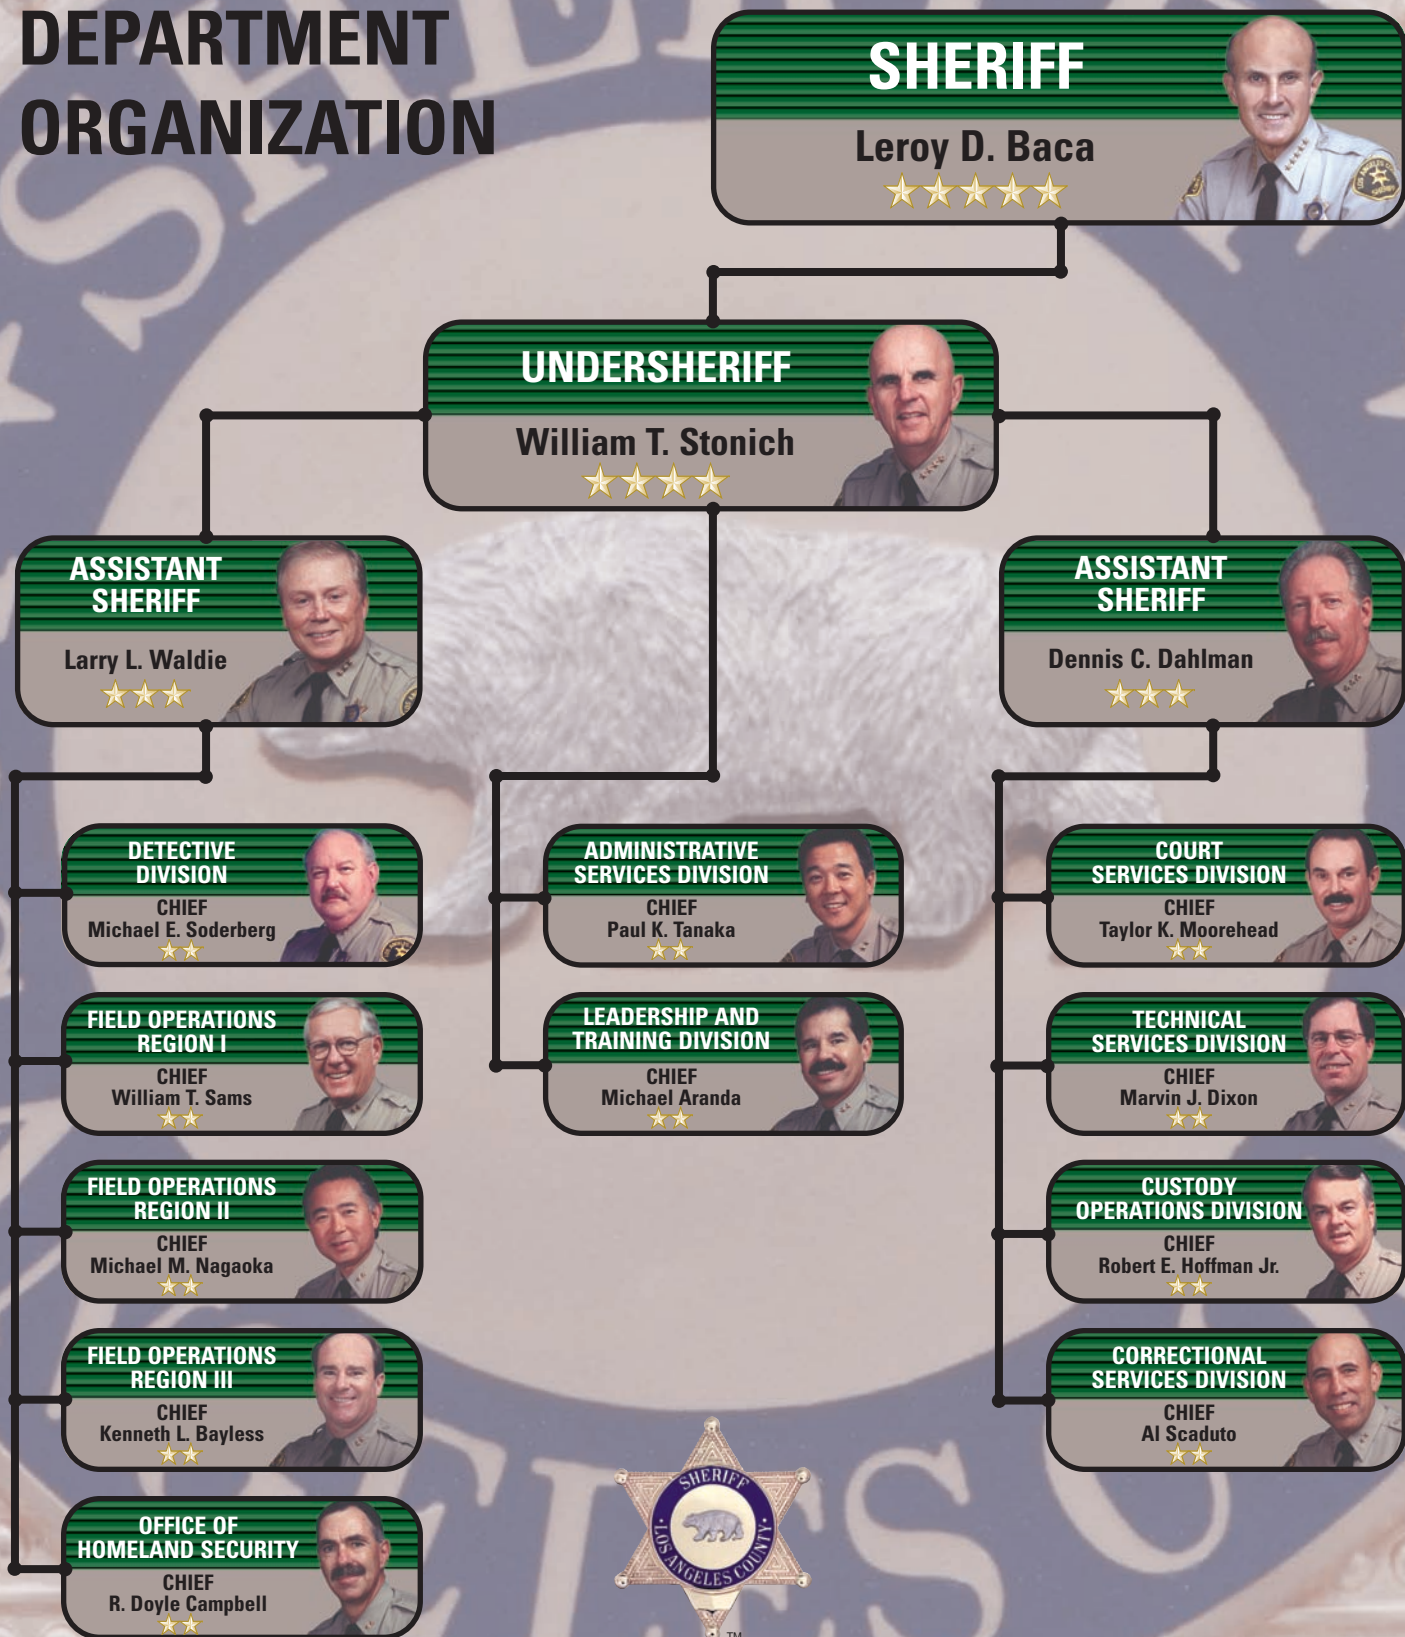 DEPARTMENT
ORGANIZATION
SHERIFF
Leroy D. Baca
UNDERSHERIFF
William T. Stonich
ASSISTANT
SHERIFF
Larry L. Waldie
ASSISTANT
SHERIFF
Dennis C. Dahlman
DETECTIVE
DIVISION
CHIEF
Michael E. Soderberg
FIELD OPERATIONS
REGION I
CHIEF
William T. Sams
FIELD OPERATIONS
REGION II
CHIEF
Michael M. Nagaoka
FIELD OPERATIONS
REGION III
CHIEF
Kenneth L. Bayless
OFFICE OF
HOMELAND SECURITY
CHIEF
R. Doyle Campbell
ADMINISTRATIVE
SERVICES DIVISION
CHIEF
Paul K. Tanaka
LEADERSHIP AND
TRAINING DIVISION
CHIEF
Michael Aranda
COURT
SERVICES DIVISION
CHIEF
Taylor K. Moorehead
TECHNICAL
SERVICES DIVISION
CHIEF
Marvin J. Dixon
CUSTODY
OPERATIONS DIVISION
CHIEF
Robert E. Hoffman Jr.
CORRECTIONAL
SERVICES DIVISION
CHIEF
Al Scaduto
SHERIFF
LOS ANGELES COUNTY
TM